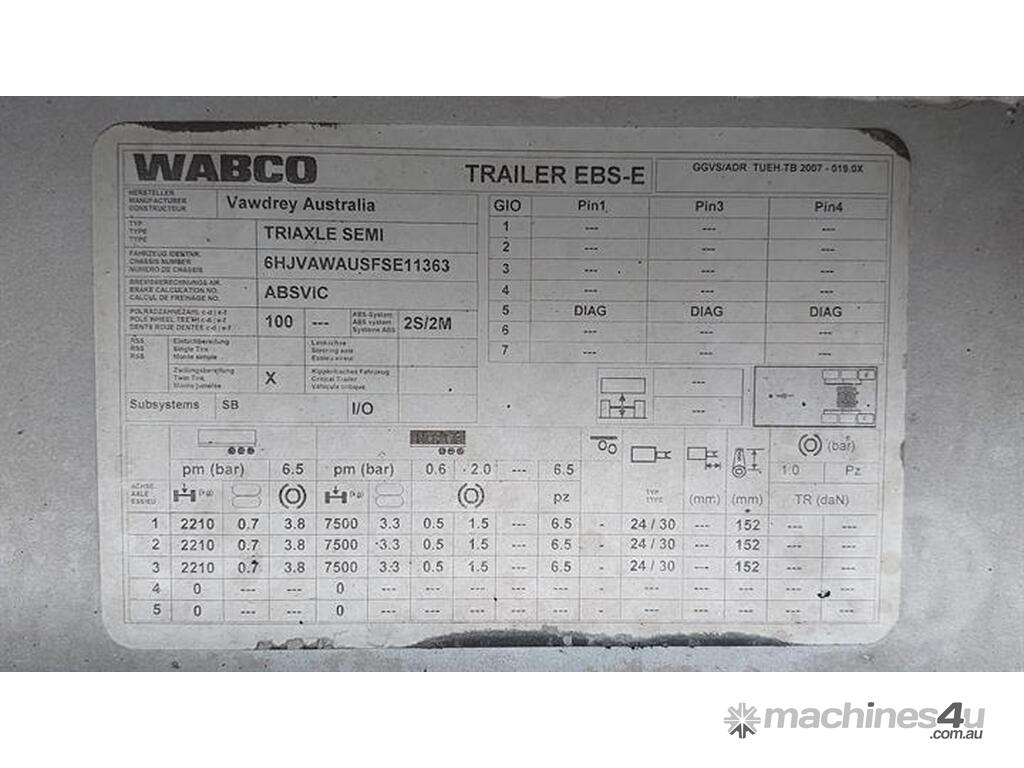 WABCO
TRAILER EBS-E
GGVS/ADR TUEH TB 2007 - 019.0X
HERSTELLER
MANUFACTURER
CONSTRUCTEUR
Vawdrey Australia
TYP
TYPE
TYPE
TRIAXLE SEMI
FAHRZEUG IDENTNR.
CHASSIS NUMBER
NUMERO DE CHASSIS
6HJVAWAUSFSE11363
BREMSBERECHNUNGS-NR.
BRAKE CALCULATION NO.
CALCUL DE FREINAGE NO.
ABSVIC
POLRADZAHNEZAHL c-d | e-f
POLE WHEEL TEETH c-d | e-f
DENTS ROUE DENTEE c-d | e-f
100 ---
ABS-System
ABS system
Systeme ABS
2S/2M
RSS Einfachbereifung
RSS Single Tire
RSS Monte simple
Lenkachse
Steering axle
Essieu vireur
Zwillingsbereifung
Twin Tire
Monte jumelée
X
Kippkritisches Fahrzeug
Critical Trailer
Véhicule critique
Subsystems SB I/O
GIO Pin1 Pin3 Pin4
1 --- --- ---
2 --- --- ---
3 --- --- ---
4 --- --- ---
5 DIAG DIAG DIAG
6 --- --- ---
7 --- --- ---
---
---
(bar)
pm (bar) 6.5 pm (bar) 0.6 2.0 --- 6.5 1.0 Pz
ACHSE
AXLE
ESSIEU
(kg) (kg) pz
TYP
TYPE
(mm) (mm) TR (daN)
1 2210 0.7 3.8 7500 3.3 0.5 1.5 --- 6.5 - 24 / 30 --- 152 --- ---
2 2210 0.7 3.8 7500 3.3 0.5 1.5 --- 6.5 - 24 / 30 --- 152 --- ---
3 2210 0.7 3.8 7500 3.3 0.5 1.5 --- 6.5 - 24 / 30 --- 152 --- ---
4 0 --- --- 0 --- --- --- --- --- - --- --- --- --- ---
5 0 --- --- 0 --- --- --- --- --- - --- --- --- --- ---
machines4u
.com.au